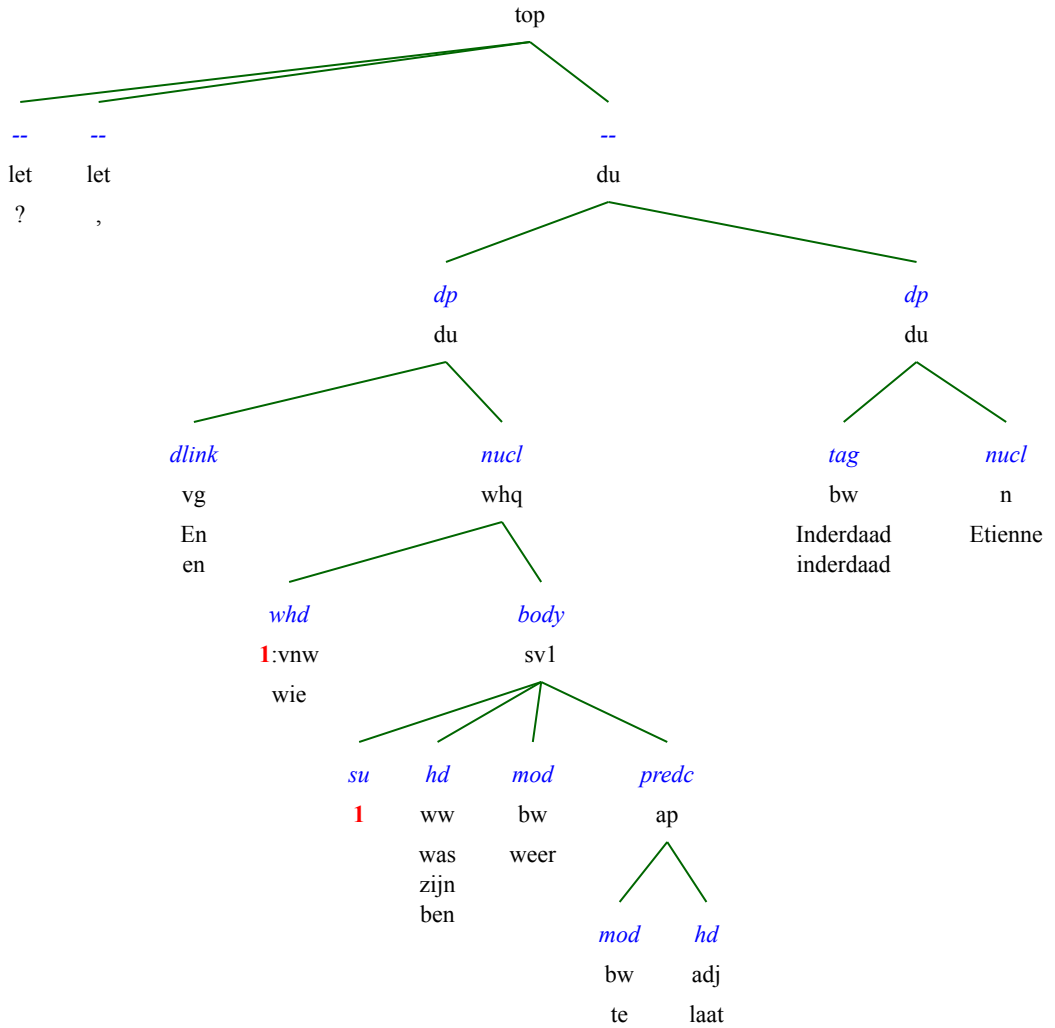 top
-- -- --
let let du
? ,
dp dp
du du
dlink nucl tag nucl
vg whq bw n
En Inderdaad Etienne
en inderdaad
whd body
1:vnw sv1
wie
su hd mod predc
1 ww bw ap
was weer
zijn
ben
mod hd
bw adj
te laat